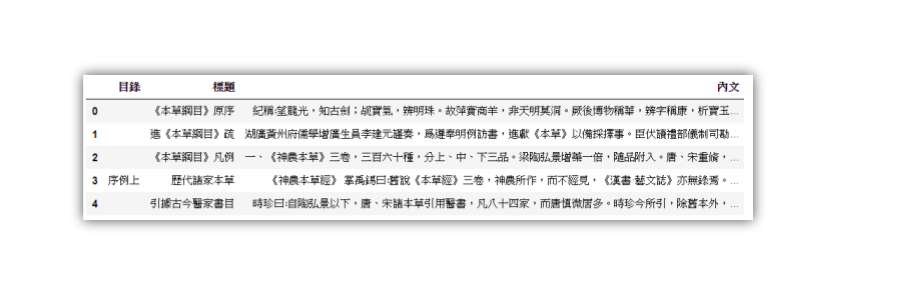 目錄 標題 內文
0 《本草綱目》原序 紀稱:望龍光，知古劍；覘寶氣，辨明珠。故萍實商羊，非天明莫洞。厥後博物稱華，辨字稱康，析寶玉...
1 進《本草綱目》疏 湖廣黃州府儒學增廣生員李建元謹奏，為遵奉明例訪書，進獻《本草》以備採擇事。臣伏讀禮部儀制司勘...
2 《本草綱目》凡例 一、《神農本草》三卷，三百六十種，分上、中、下三品。梁陶弘景增藥一倍，隨品附入。唐、宋重修，...
3 序例上 歷代諸家本草 《神農本草經》 掌禹錫曰:舊說《本草經》三卷，神農所作，而不經見，《漢書·藝文誌》亦無錄焉。...
4 引據古今醫家書目 時珍曰:自陶弘景以下，唐、宋諸本草引用醫書，凡八十四家，而唐慎微居多。時珍今所引，除舊本外，...